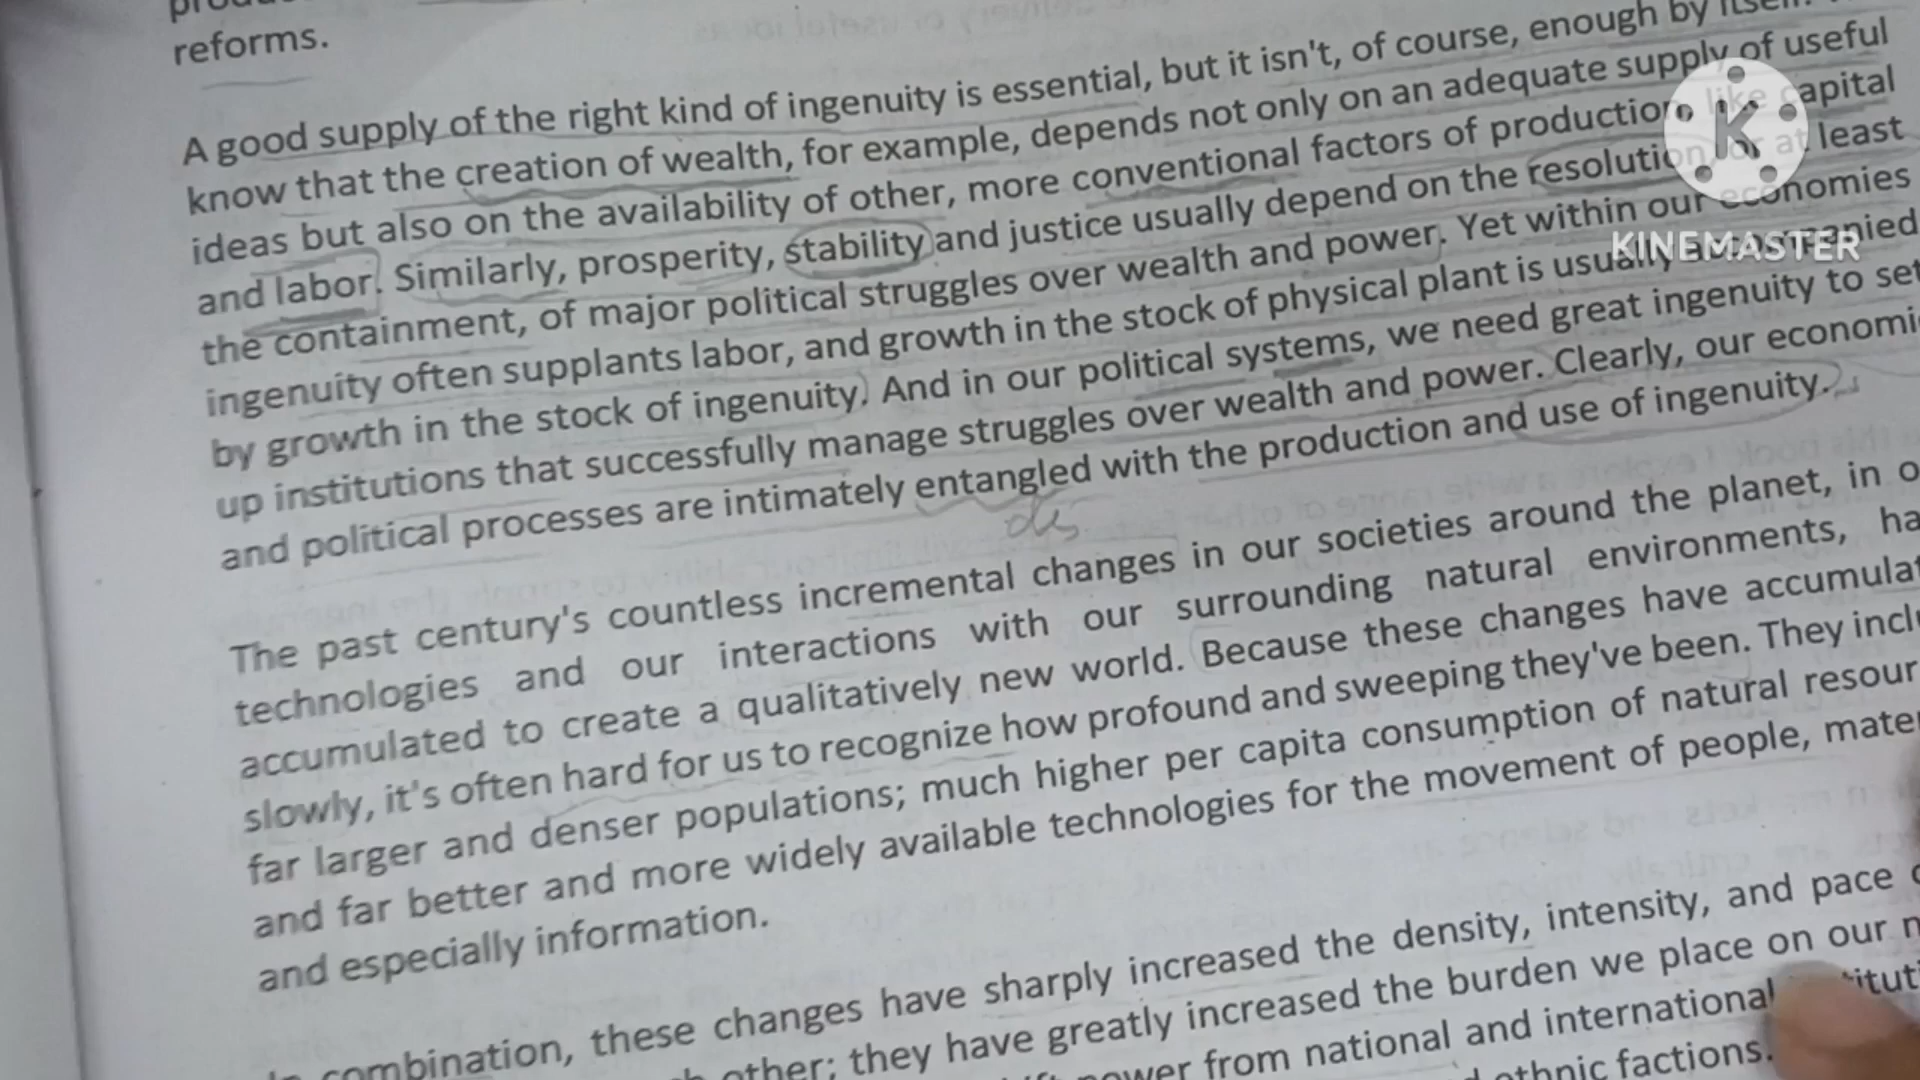 reforms.
A good supply of the right kind of ingenuity is essential, but it isn't, of course, enough by itself.
know that the creation of wealth, for example, depends not only on an adequate supply of useful
ideas but also on the availability of other, more conventional factors of production like capital
and labor. Similarly, prosperity, stability and justice usually depend on the resolution, or at least
the containment, of major political struggles over wealth and power. Yet within our economies
ingenuity often supplants labor, and growth in the stock of physical plant is usually accompanied
by growth in the stock of ingenuity. And in our political systems, we need great ingenuity to set
up institutions that successfully manage struggles over wealth and power. Clearly, our economic
and political processes are intimately entangled with the production and use of ingenuity.
The past century's countless incremental changes in our societies around the planet, in
technologies and our interactions with our surrounding natural environments,
accumulated to create a qualitatively new world. Because these changes have
slowly, it's often hard for us to recognize how profound and sweeping they've been. They
far larger and denser populations; much higher per capita consumption of natural
and far better and more widely available technologies for the movement of people,
and especially information.
combination, these changes have sharply increased the density, intensity, and pace
other; they have greatly increased the burden we place on our
power from national and international
ethnic factions.
KINEMASTER